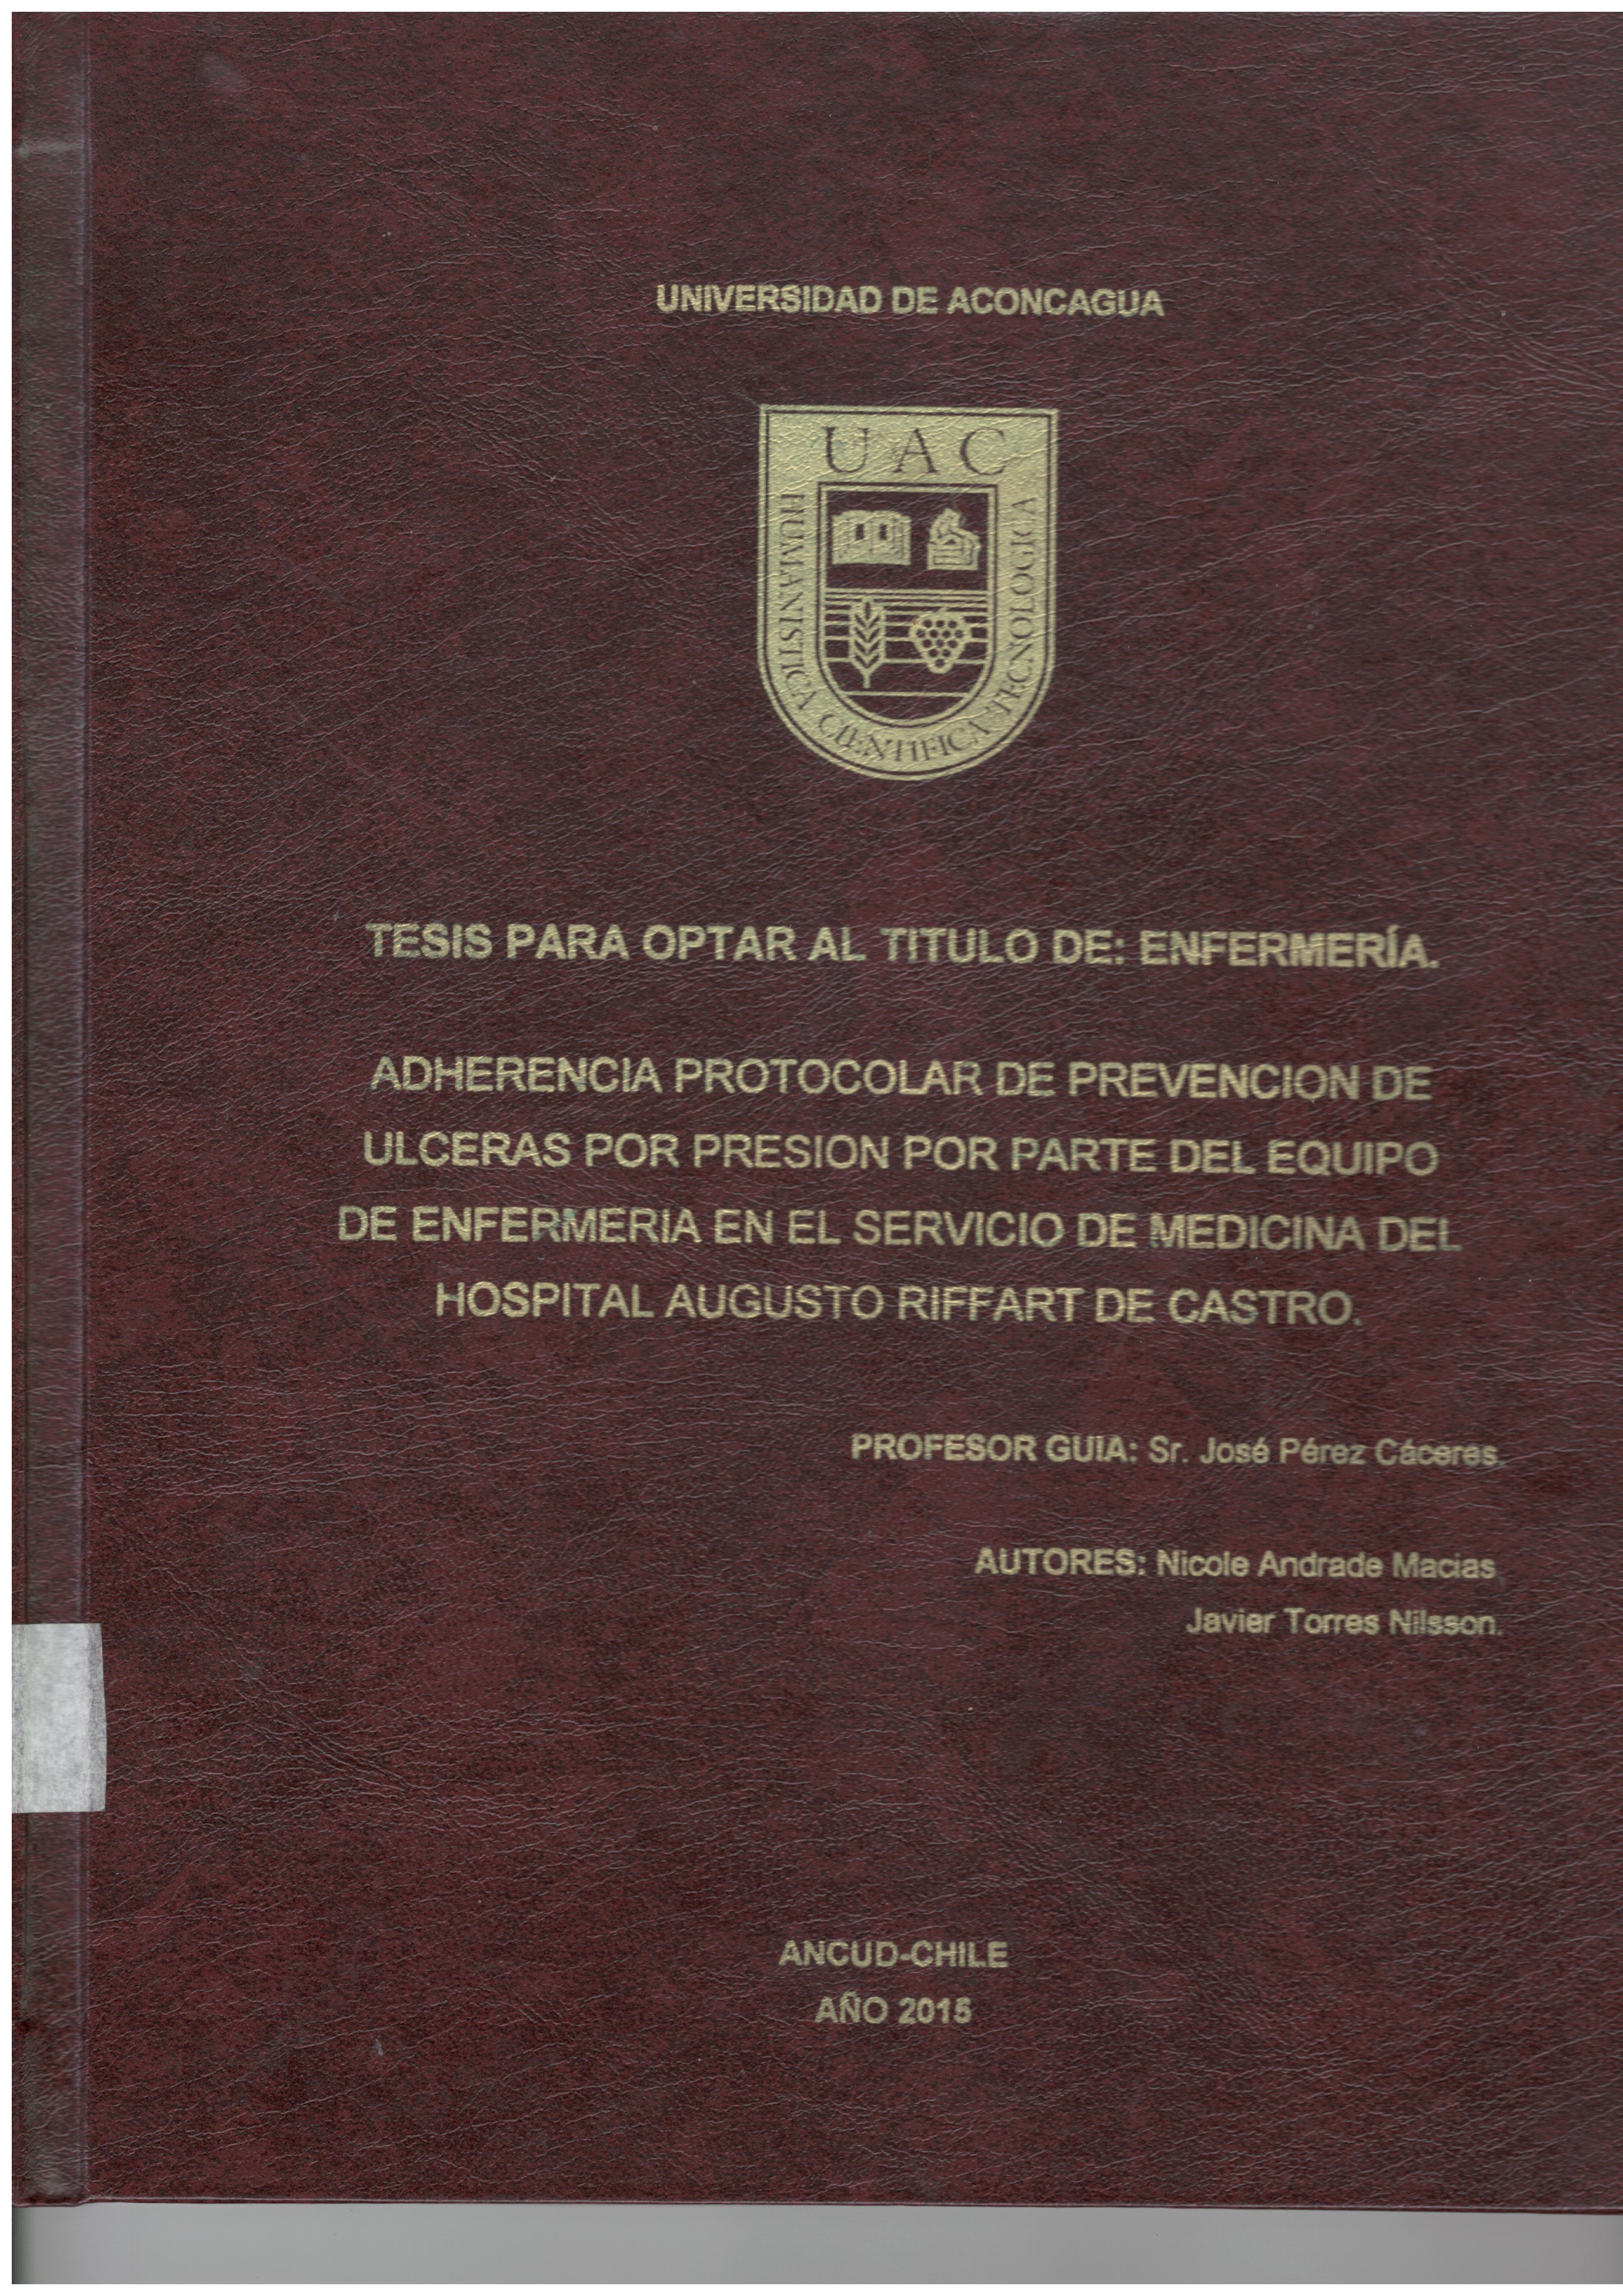 UNIVERSIDAD DE ACONCAGUA
UAC
HUMANISTICA CIENTIFICA TECNOLOGICA
TESIS PARA OPTAR AL TITULO DE: ENFERMERÍA.
ADHERENCIA PROTOCOLAR DE PREVENCION DE
ULCERAS POR PRESION POR PARTE DEL EQUIPO
DE ENFERMERIA EN EL SERVICIO DE MEDICINA DEL
HOSPITAL AUGUSTO RIFFART DE CASTRO.
PROFESOR GUIA: Sr. José Pérez Cáceres.
AUTORES: Nicole Andrade Macias.
Javier Torres Nilsson.
ANCUD-CHILE
AÑO 2015